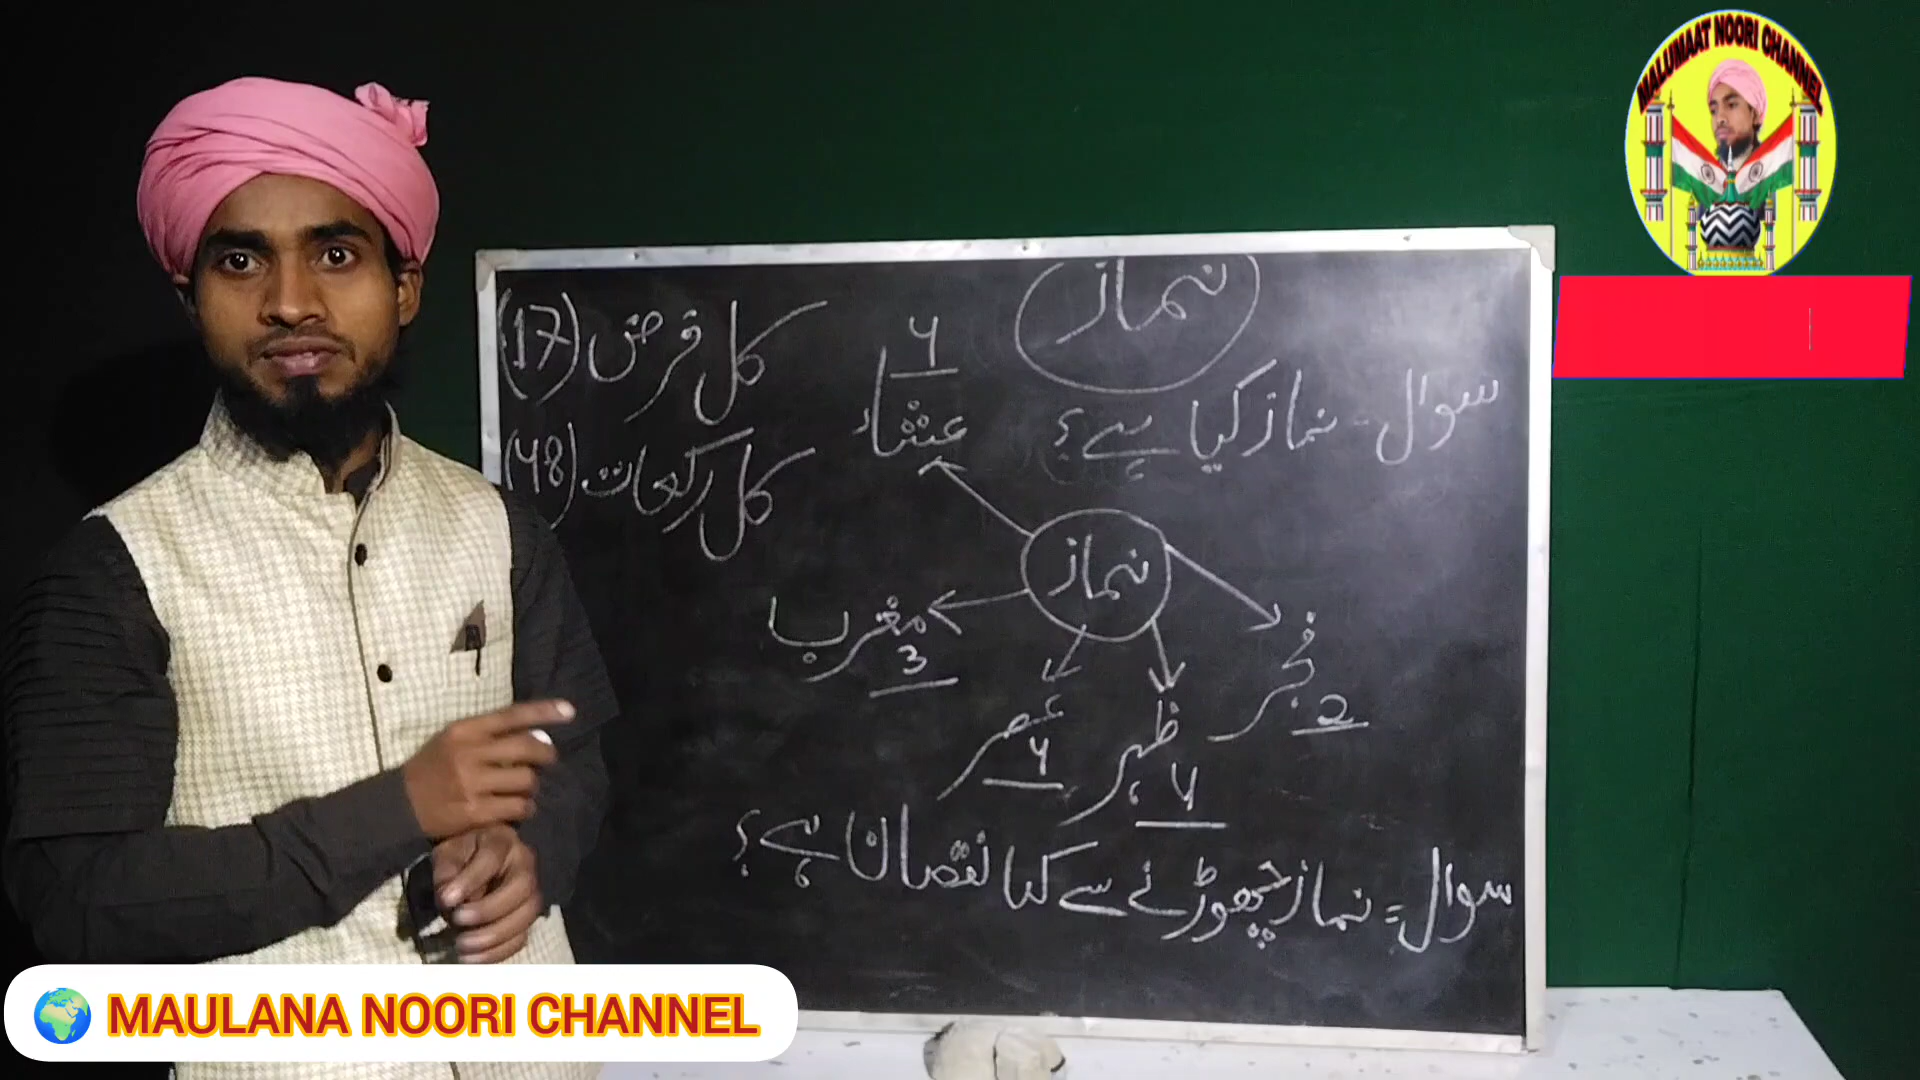 MALUMAAT NOORI CHANNEL
نماز
سوال - نماز کیا ہے؟
کل فرض (17)
کل رکعات (48)
4
عشاء
نماز
مغرب
3
فجر
2
ظہر
4
عصر
4
سوال = نماز چھوڑنے سے کیا نقصان ہے؟
MAULANA NOORI CHANNEL